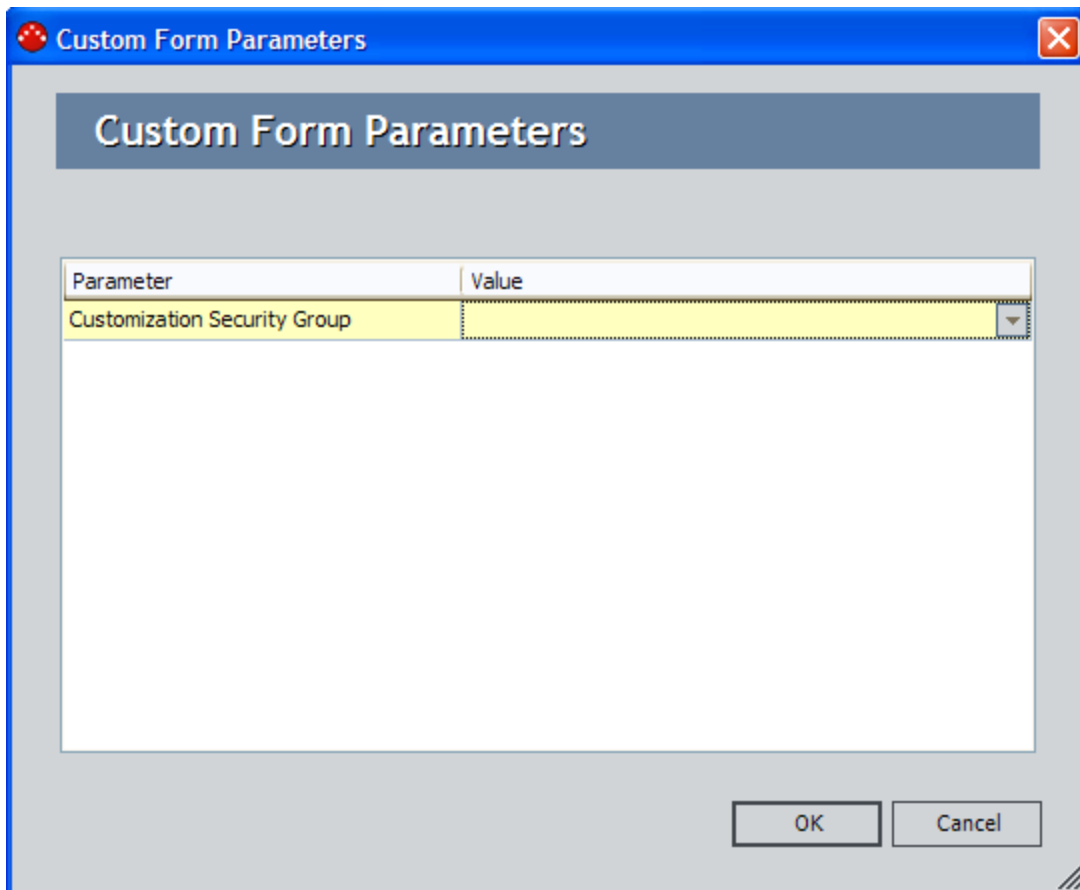 Custom Form Parameters
Custom Form Parameters
Parameter Value
Customization Security Group
OK Cancel